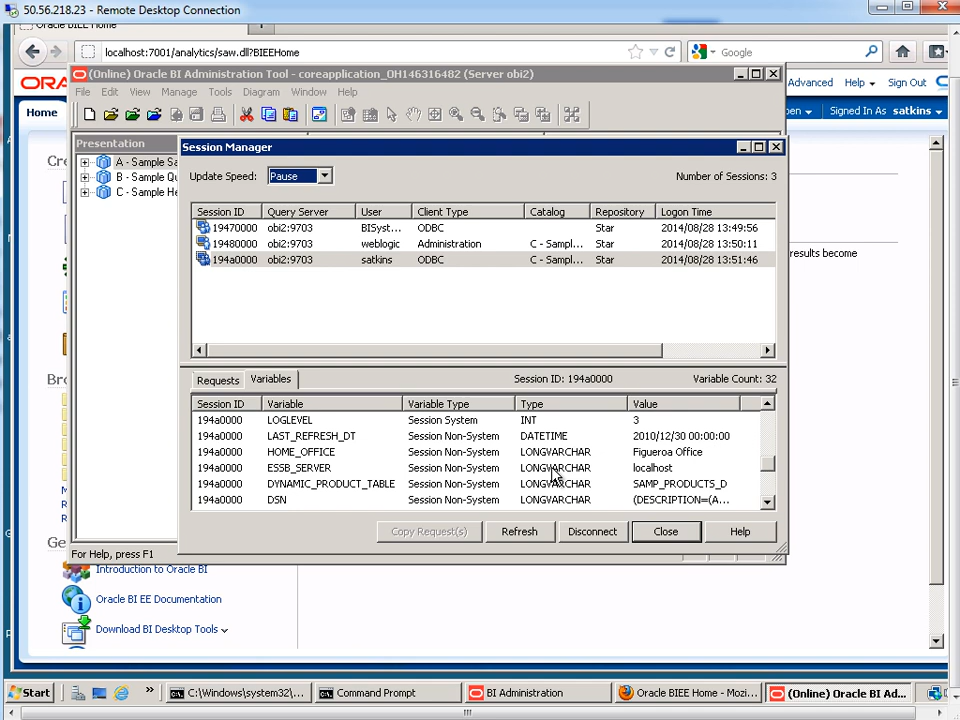 50.56.218.23 - Remote Desktop Connection
Oracle BIEE Home
localhost:7001/analytics/saw.dll?BIEEHome
Google
(Online) Oracle BI Administration Tool - coreapplication_OH146316482 (Server obi2)
Advanced Help Sign Out
File Edit View Manage Tools Diagram Window Help
Home
Signed In As satkins
Presentation
A - Sample Sa
B - Sample Qu
C - Sample He
Session Manager
Update Speed: Pause Number of Sessions: 3
Session ID Query Server User Client Type Catalog Repository Logon Time
19470000 obi2:9703 BISyst... ODBC Star 2014/08/28 13:49:56
19480000 obi2:9703 weblogic Administration C - Sampl... Star 2014/08/28 13:50:11
194a0000 obi2:9703 satkins ODBC C - Sampl... Star 2014/08/28 13:51:46
results become
Requests Variables Session ID: 194a0000 Variable Count: 32
Session ID Variable Variable Type Type Value
194a0000 LOGLEVEL Session System INT 3
194a0000 LAST_REFRESH_DT Session Non-System DATETIME 2010/12/30 00:00:00
194a0000 HOME_OFFICE Session Non-System LONGVARCHAR Figueroa Office
194a0000 ESSB_SERVER Session Non-System LONGVARCHAR localhost
194a0000 DYNAMIC_PRODUCT_TABLE Session Non-System LONGVARCHAR SAMP_PRODUCTS_D
194a0000 DSN Session Non-System LONGVARCHAR (DESCRIPTION=(A...
Copy Request(s) Refresh Disconnect Close Help
For Help, press F1
Introduction to Oracle BI
Oracle BI EE Documentation
Download BI Desktop Tools
Start C:\Windows\system32\... Command Prompt BI Administration Oracle BIEE Home - Mozi... (Online) Oracle BI Ad...